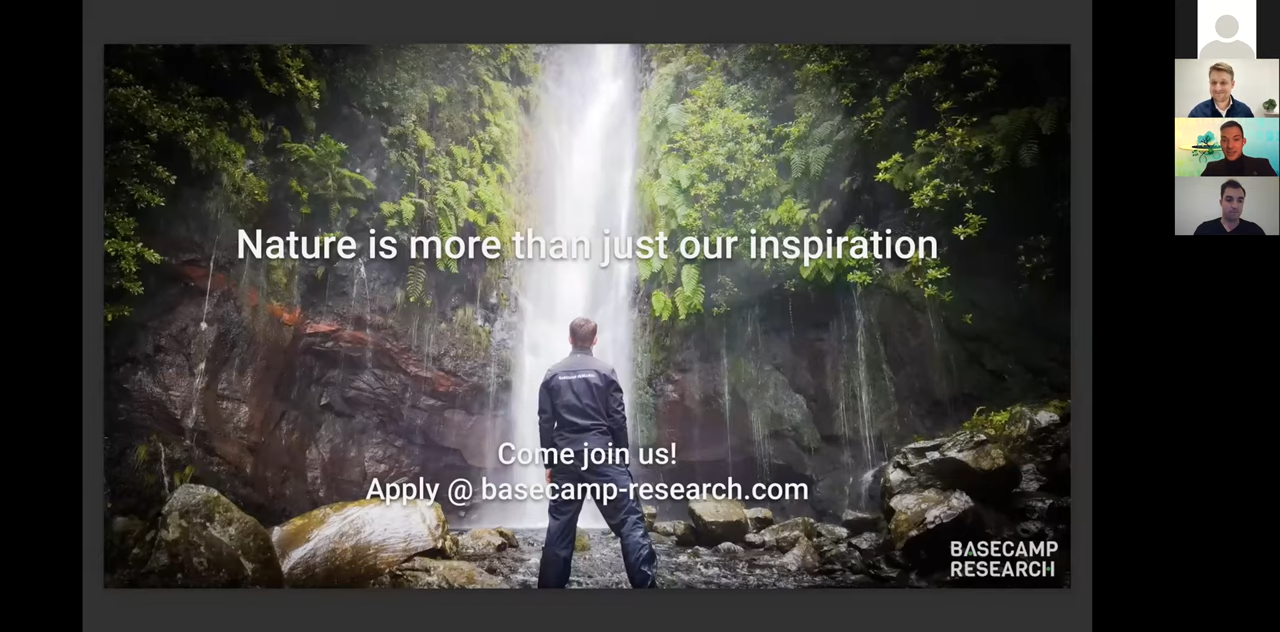 Nature is more than just our inspiration
Come join us!
Apply @ basecamp-research.com
BASECAMP
RESEARCH